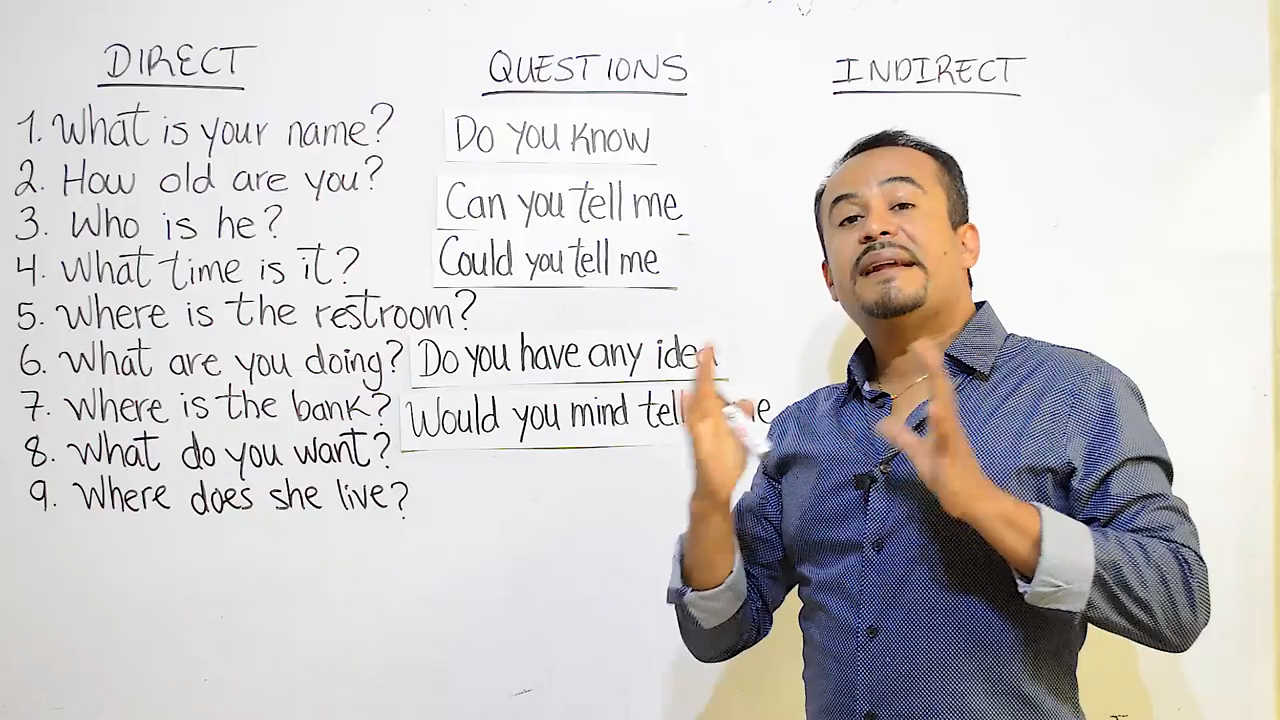 DIRECT
QUESTIONS
INDIRECT
1. What is your name?
2. How old are you?
3. Who is he?
4. What time is it?
5. Where is the restroom?
6. What are you doing?
7. Where is the bank?
8. What do you want?
9. Where does she live?
Do you know
Can you tell me
Could you tell me
Do you have any idea
Would you mind